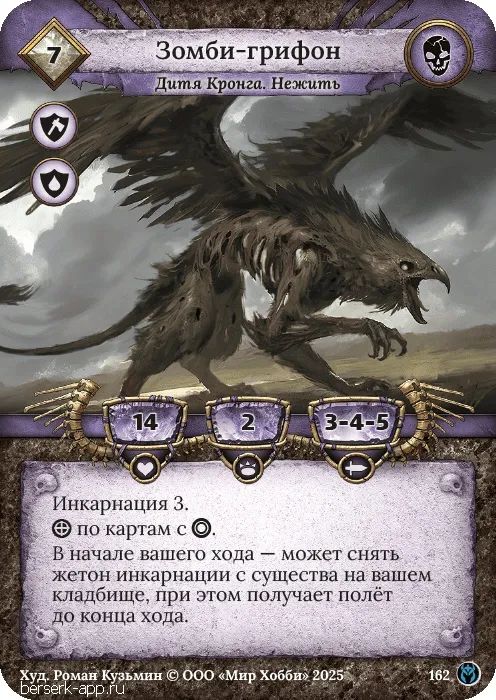 7
Зомби-грифон
Дитя Кронга. Нежить
14
2
3-4-5
Инкарнация 3.
по картам с .
В начале вашего хода — может снять
жетон инкарнации с существа на вашем
кладбище, при этом получает полёт
до конца хода.
Худ. Роман Кузьмин © ООО «Мир Хобби» 2025
162
berserk-app.ru